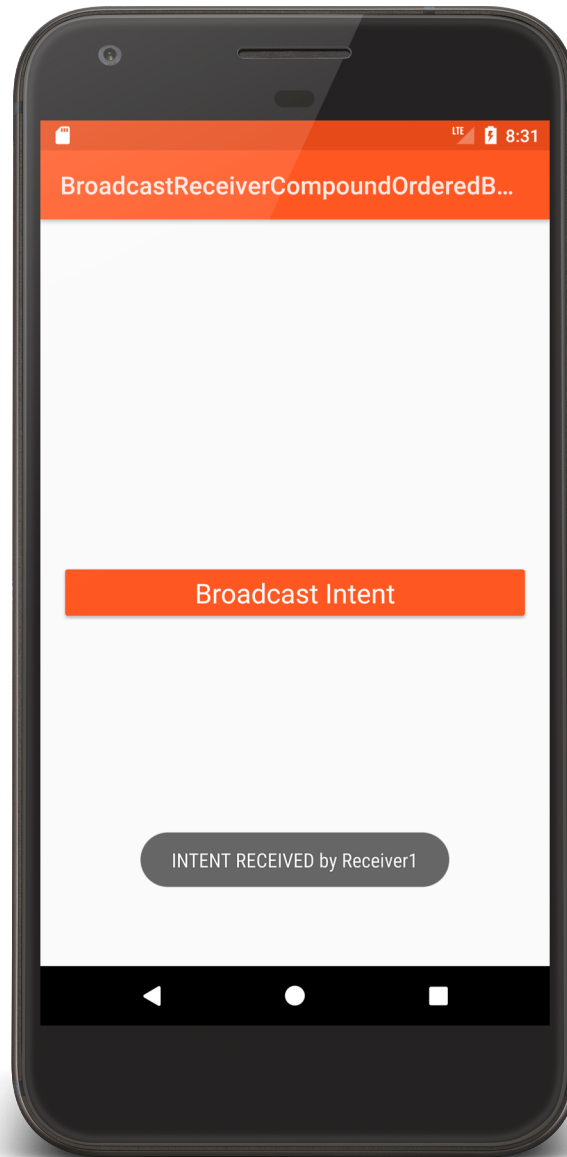 LTE 8:31
BroadcastReceiverCompoundOrderedB...
Broadcast Intent
INTENT RECEIVED by Receiver1